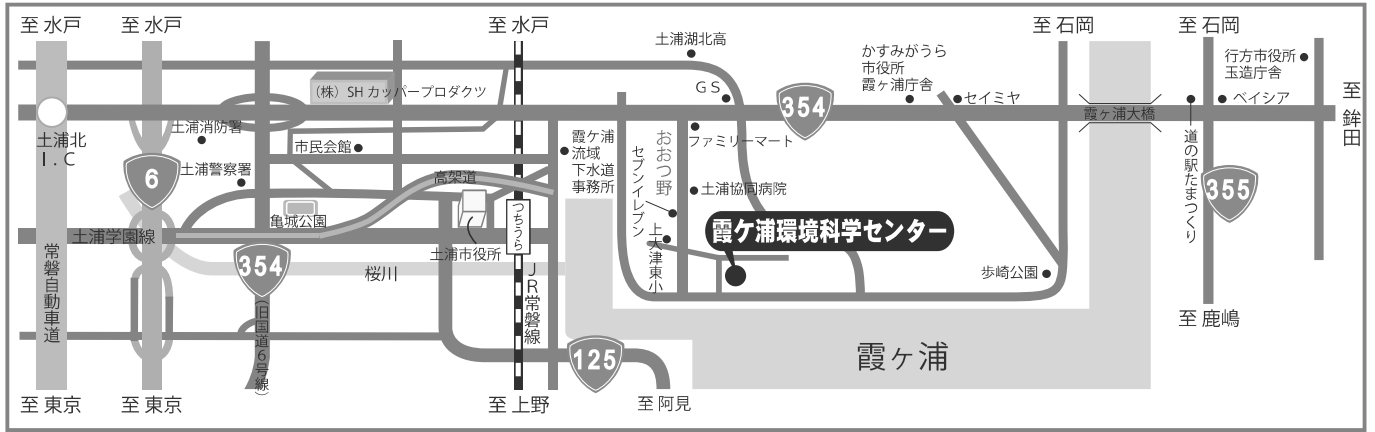 至 水戸
至 水戸
至 水戸
至 石岡
至 石岡
土浦湖北高
かすみがうら
市役所
霞ヶ浦庁舎
行方市役所
玉造庁舎
至 鉾田
(株)SHカッパープロダクツ
GS
354
セイミヤ
ベイシア
霞ヶ浦大橋
土浦北
I.C
土浦消防署
市民会館
霞ケ浦
流域
下水道
事務所
ファミリーマート
おおつ野
セブンイレブン
道の駅たまつくり
6
土浦警察署
高架道
土浦協同病院
355
亀城公園
つちうら
上大津東小
霞ケ浦環境科学センター
土浦学園線
土浦市役所
常磐自動車道
354
桜川
JR常磐線
歩崎公園
(旧国道6号線)
至 鹿嶋
125
霞ヶ浦
至 東京
至 東京
至 上野
至 阿見